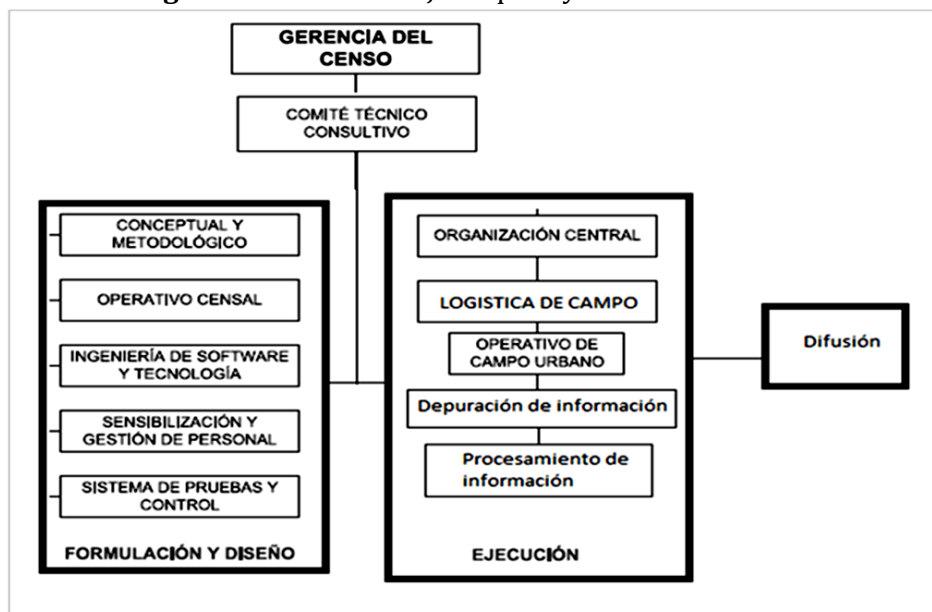 GERENCIA DEL
CENSO
COMITÉ TÉCNICO
CONSULTIVO
CONCEPTUAL Y
METODOLÓGICO
OPERATIVO CENSAL
INGENIERÍA DE SOFTWARE
Y TECNOLOGÍA
SENSIBILIZACIÓN Y
GESTIÓN DE PERSONAL
SISTEMA DE PRUEBAS Y
CONTROL
FORMULACIÓN Y DISEÑO
ORGANIZACIÓN CENTRAL
LOGISTICA DE CAMPO
OPERATIVO DE
CAMPO URBANO
Depuración de información
Procesamiento de
información
EJECUCIÓN
Difusión